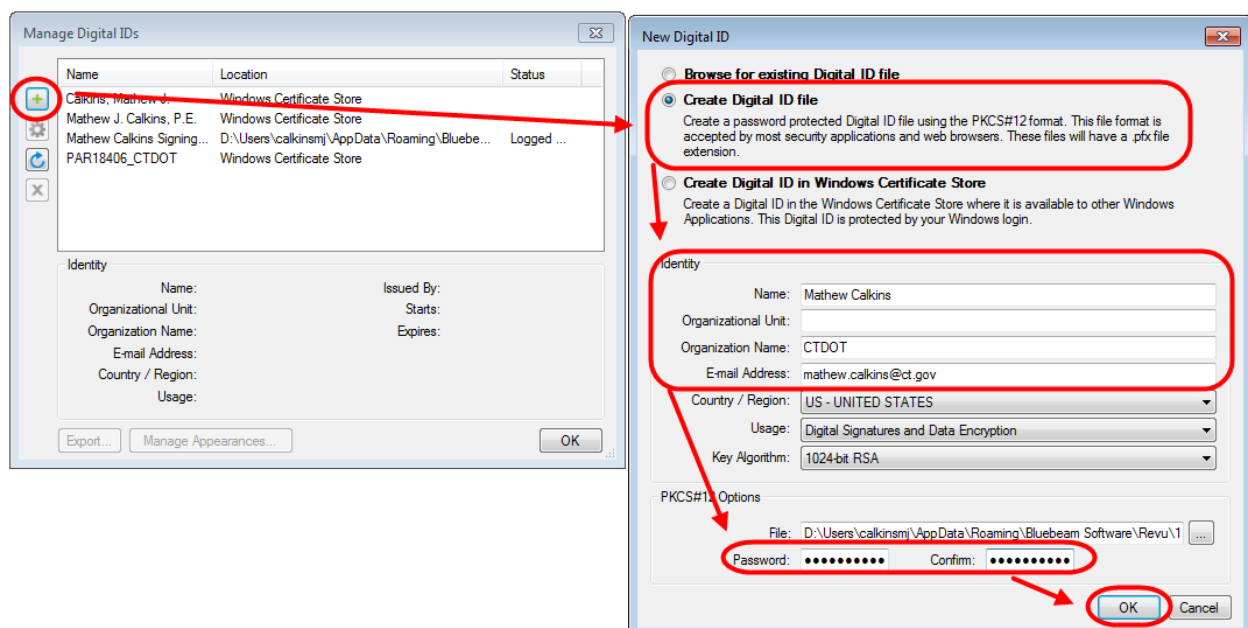 Manage Digital IDs
Name Location Status
Calkins, Mathew J. Windows Certificate Store
Mathew J. Calkins, P.E. Windows Certificate Store
Mathew Calkins Signing... D:\Users\calkinsmj\AppData\Roaming\Bluebe... Logged ...
PAR18406_CTDOT Windows Certificate Store
Identity
Name: Issued By:
Organizational Unit: Starts:
Organization Name: Expires:
E-mail Address:
Country / Region:
Usage:
Export... Manage Appearances... OK
New Digital ID
Browse for existing Digital ID file
Create Digital ID file
Create a password protected Digital ID file using the PKCS#12 format. This file format is
accepted by most security applications and web browsers. These files will have a .pfx file
extension.
Create Digital ID in Windows Certificate Store
Create a Digital ID in the Windows Certificate Store where it is available to other Windows
Applications. This Digital ID is protected by your Windows login.
Identity
Name: Mathew Calkins
Organizational Unit:
Organization Name: CTDOT
E-mail Address: mathew.calkins@ct.gov
Country / Region: US - UNITED STATES
Usage: Digital Signatures and Data Encryption
Key Algorithm: 1024-bit RSA
PKCS#12 Options
File: D:\Users\calkinsmj\AppData\Roaming\Bluebeam Software\Revu\1 ...
Password: ●●●●●●●●●● Confirm: ●●●●●●●●●●
OK Cancel